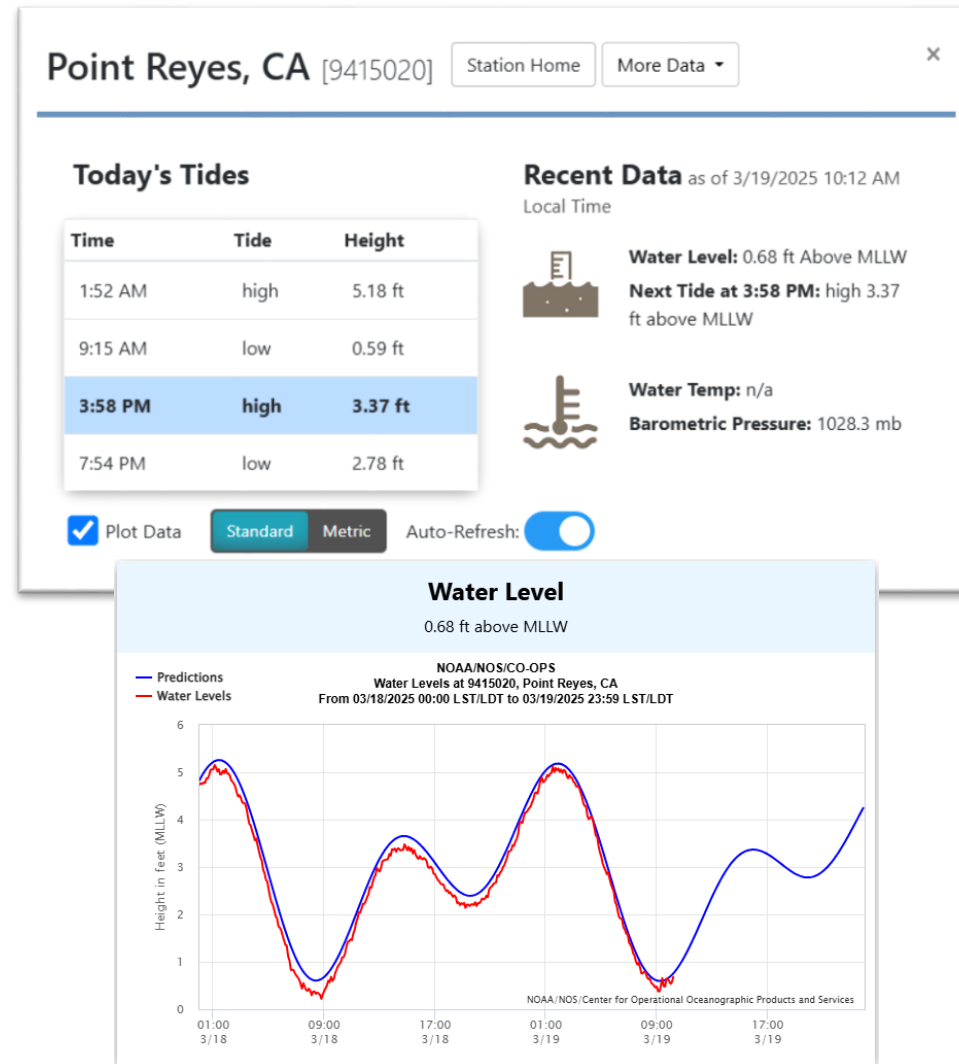 Point Reyes, CA [9415020] Station Home More Data
×
Today's Tides
Time Tide Height
1:52 AM high 5.18 ft
9:15 AM low 0.59 ft
3:58 PM high 3.37 ft
7:54 PM low 2.78 ft
Plot Data Standard Metric Auto-Refresh:
Recent Data as of 3/19/2025 10:12 AM
Local Time
Water Level: 0.68 ft Above MLLW
Next Tide at 3:58 PM: high 3.37
ft above MLLW
Water Temp: n/a
Barometric Pressure: 1028.3 mb
Water Level
0.68 ft above MLLW
NOAA/NOS/CO-OPS
Water Levels at 9415020, Point Reyes, CA
From 03/18/2025 00:00 LST/LDT to 03/19/2025 23:59 LST/LDT
Predictions
Water Levels
Height in feet (MLLW)
6
5
4
3
2
1
0
NOAA/NOS/Center for Operational Oceanographic Products and Services
01:00 09:00 17:00 01:00 09:00 17:00
3/18 3/18 3/18 3/19 3/19 3/19